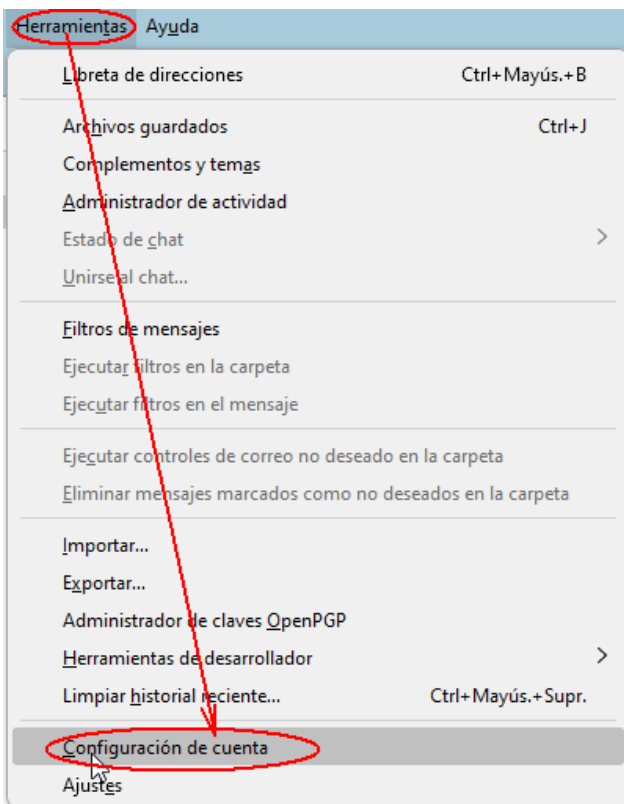 Herramientas Ayuda
Libreta de direcciones Ctrl+Mayús.+B
Archivos guardados Ctrl+J
Complementos y temas
Administrador de actividad
Estado de chat
Unirse al chat...
Filtros de mensajes
Ejecutar filtros en la carpeta
Ejecutar filtros en el mensaje
Ejecutar controles de correo no deseado en la carpeta
Eliminar mensajes marcados como no deseados en la carpeta
Importar...
Exportar...
Administrador de claves OpenPGP
Herramientas de desarrollador
Limpiar historial reciente... Ctrl+Mayús.+Supr.
Configuración de cuenta
Ajustes